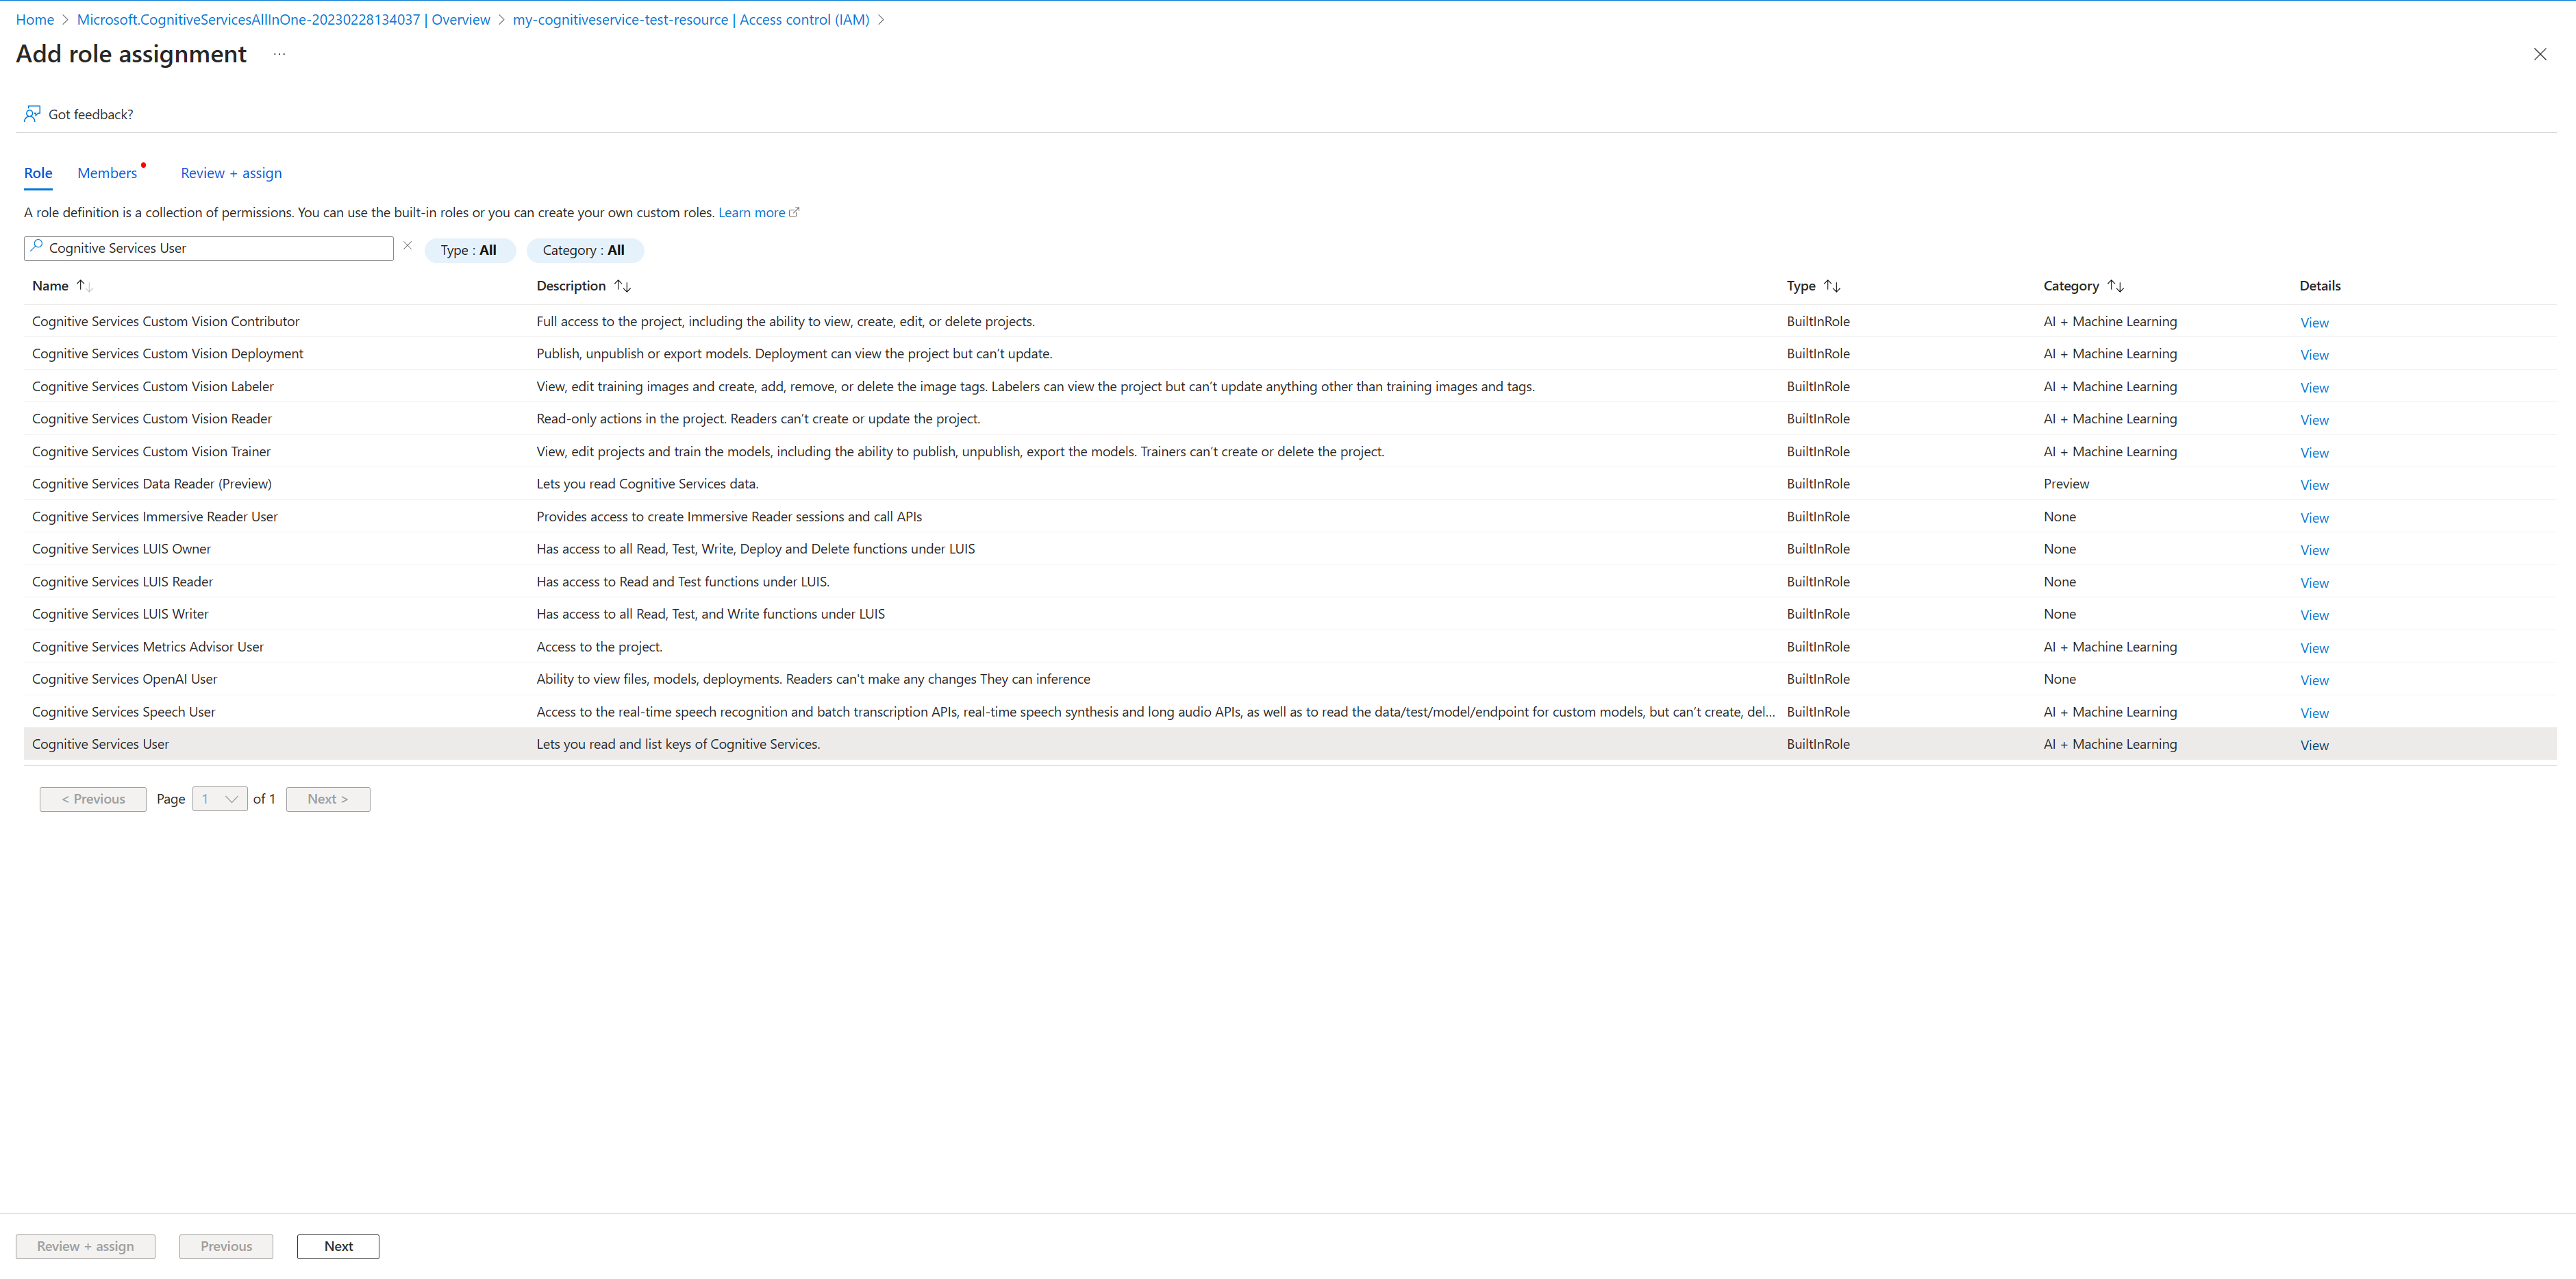 Home > Microsoft.CognitiveServicesAllInOne-20230228134037 | Overview > my-cognitiveservice-test-resource | Access control (IAM) >
Add role assignment ...
Got feedback?
Role Members Review + assign
A role definition is a collection of permissions. You can use the built-in roles or you can create your own custom roles. Learn more
Cognitive Services User Type : All Category : All
Name Description Type Category Details
Cognitive Services Custom Vision Contributor Full access to the project, including the ability to view, create, edit, or delete projects. BuiltInRole AI + Machine Learning View
Cognitive Services Custom Vision Deployment Publish, unpublish or export models. Deployment can view the project but can't update. BuiltInRole AI + Machine Learning View
Cognitive Services Custom Vision Labeler View, edit training images and create, add, remove, or delete the image tags. Labelers can view the project but can't update anything other than training images and tags. BuiltInRole AI + Machine Learning View
Cognitive Services Custom Vision Reader Read-only actions in the project. Readers can't create or update the project. BuiltInRole AI + Machine Learning View
Cognitive Services Custom Vision Trainer View, edit projects and train the models, including the ability to publish, unpublish, export the models. Trainers can't create or delete the project. BuiltInRole AI + Machine Learning View
Cognitive Services Data Reader (Preview) Lets you read Cognitive Services data. BuiltInRole Preview View
Cognitive Services Immersive Reader User Provides access to create Immersive Reader sessions and call APIs BuiltInRole None View
Cognitive Services LUIS Owner Has access to all Read, Test, Write, Deploy and Delete functions under LUIS BuiltInRole None View
Cognitive Services LUIS Reader Has access to Read and Test functions under LUIS. BuiltInRole None View
Cognitive Services LUIS Writer Has access to all Read, Test, and Write functions under LUIS BuiltInRole None View
Cognitive Services Metrics Advisor User Access to the project. BuiltInRole AI + Machine Learning View
Cognitive Services OpenAI User Ability to view files, models, deployments. Readers can't make any changes They can inference BuiltInRole None View
Cognitive Services Speech User Access to the real-time speech recognition and batch transcription APIs, real-time speech synthesis and long audio APIs, as well as to read the data/test/model/endpoint for custom models, but can't create, del... BuiltInRole AI + Machine Learning View
Cognitive Services User Lets you read and list keys of Cognitive Services. BuiltInRole AI + Machine Learning View
< Previous Page 1 of 1 Next >
Review + assign Previous Next